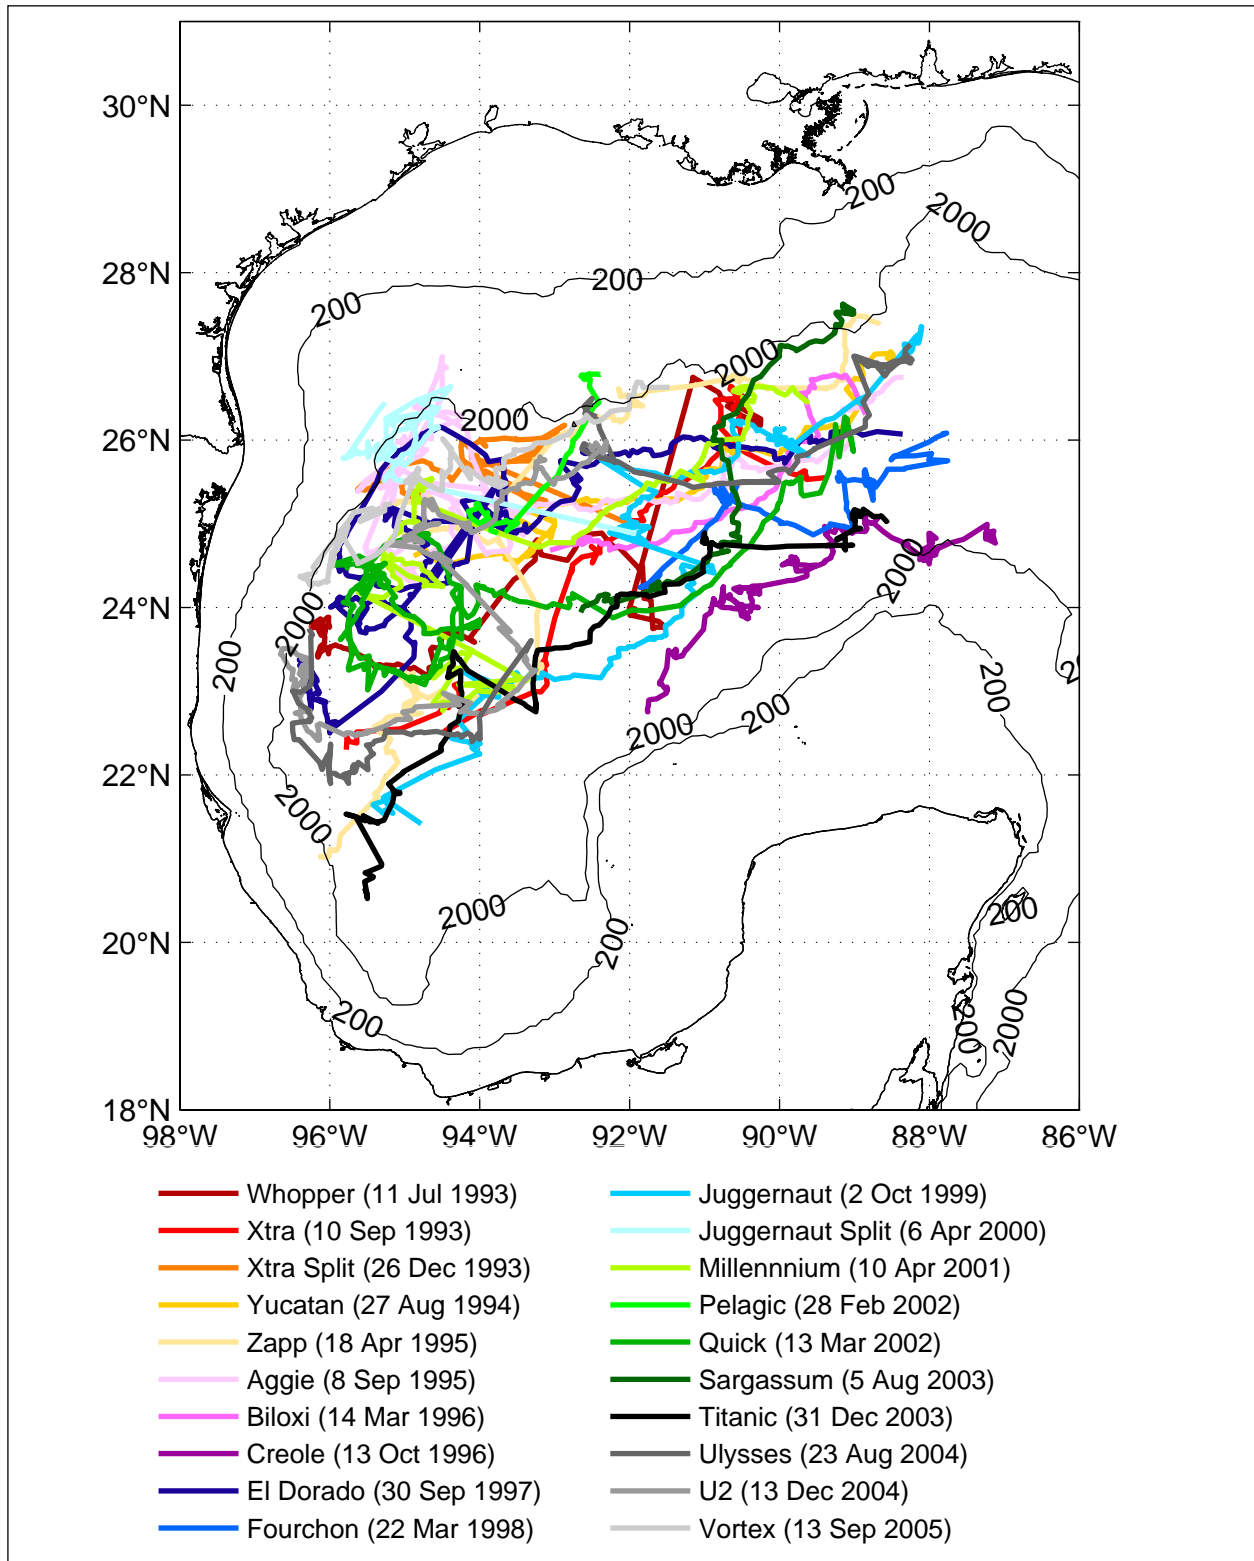 30°N
28°N
26°N
24°N
22°N
20°N
18°N
98°W 96°W 94°W 92°W 90°W 88°W 86°W
200
2000
200
200
2000
2000
2000
2000
200
200
2000
200
2000
200
2000
200
200
200
2000
2000
20
Whopper (11 Jul 1993)
Xtra (10 Sep 1993)
Xtra Split (26 Dec 1993)
Yucatan (27 Aug 1994)
Zapp (18 Apr 1995)
Aggie (8 Sep 1995)
Biloxi (14 Mar 1996)
Creole (13 Oct 1996)
El Dorado (30 Sep 1997)
Fourchon (22 Mar 1998)
Juggernaut (2 Oct 1999)
Juggernaut Split (6 Apr 2000)
Millennnium (10 Apr 2001)
Pelagic (28 Feb 2002)
Quick (13 Mar 2002)
Sargassum (5 Aug 2003)
Titanic (31 Dec 2003)
Ulysses (23 Aug 2004)
U2 (13 Dec 2004)
Vortex (13 Sep 2005)